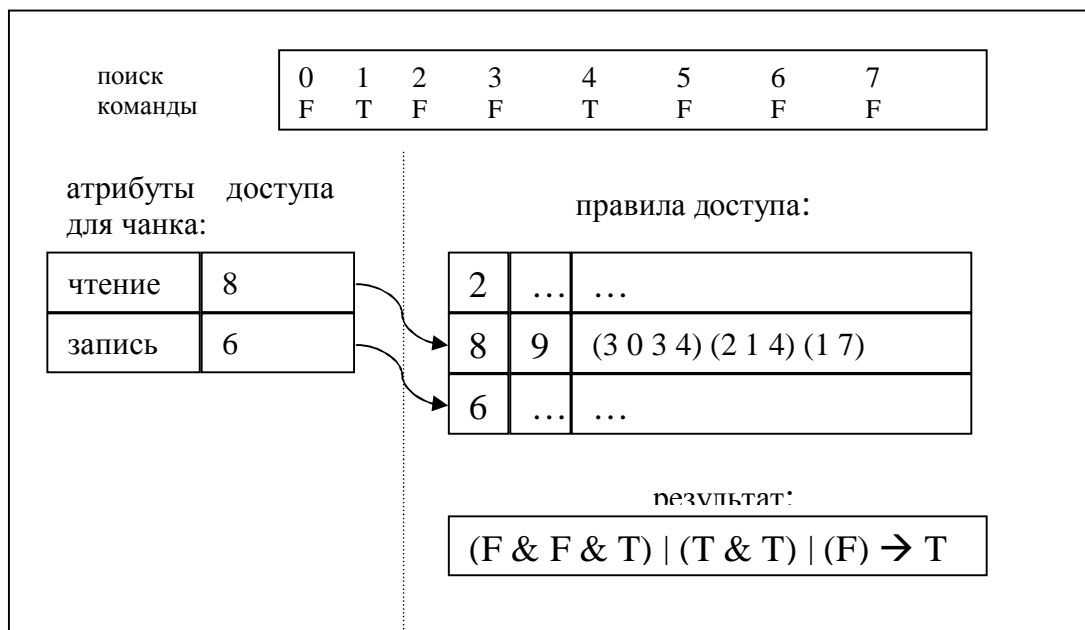 поиск 0 1 2 3 4 5 6 7
команды F T F F T F F F
атрибуты доступа
для чанка:
правила доступа:
чтение 8
запись 6
2 … …
8 9 (3 0 3 4) (2 1 4) (1 7)
6 … …
результат:
(F & F & T) | (T & T) | (F) → T